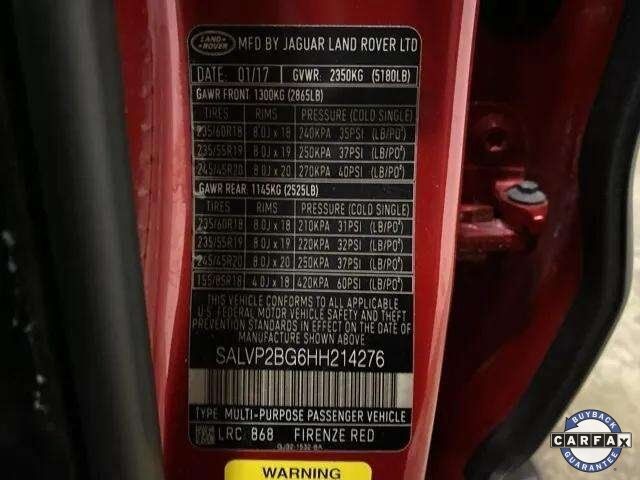 LAND ROVER
MFD BY JAGUAR LAND ROVER LTD
DATE: 01/17 GVWR: 2350KG (5180LB)
GAWR FRONT 1300KG (2865LB)
TIRES RIMS PRESSURE (COLD SINGLE)
235/60R18 8.0J x 18 240KPA 35PSI (LB/PO²)
235/55R19 8.0J x 19 250KPA 37PSI (LB/PO²)
245/45R20 8.0J x 20 270KPA 40PSI (LB/PO²)
GAWR REAR 1145KG (2525LB)
TIRES RIMS PRESSURE (COLD SINGLE)
235/60R18 8.0J x 18 210KPA 31PSI (LB/PO²)
235/55R19 8.0J x 19 220KPA 32PSI (LB/PO²)
245/45R20 8.0J x 20 250KPA 37PSI (LB/PO²)
155/85R18 4.0J x 18 420KPA 60PSI (LB/PO²)
THIS VEHICLE CONFORMS TO ALL APPLICABLE
U.S. FEDERAL MOTOR VEHICLE SAFETY AND THEFT
PREVENTION STANDARDS IN EFFECT ON THE DATE OF
MANUFACTURE SHOWN ABOVE.
SALVP2BG6HH214276
TYPE: MULTI-PURPOSE PASSENGER VEHICLE
LRC: 868 FIRENZE RED
GJ32-1532-BA
WARNING
BUYBACK
CARFAX
GUARANTEE